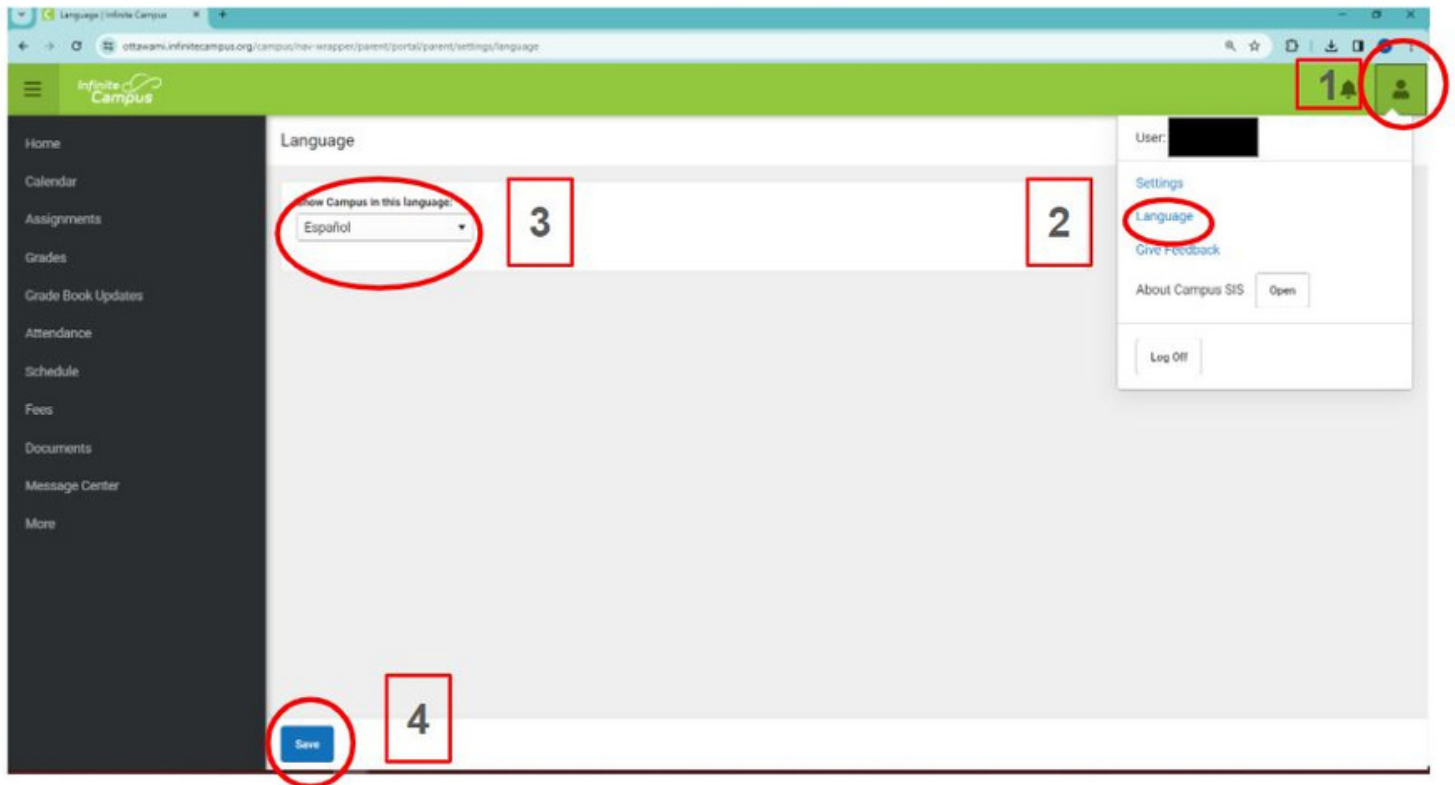 Language | Infinite Campus
ottawami.infinitecampus.org/campus/nav-wrapper/parent/portal/parent/settings/language
Infinite Campus
1
Home
Calendar
Assignments
Grades
Grade Book Updates
Attendance
Schedule
Fees
Documents
Message Center
More
Language
Show Campus in this language:
Español
3
2
User:
Settings
Language
Give Feedback
About Campus SIS Open
Log Off
4
Save